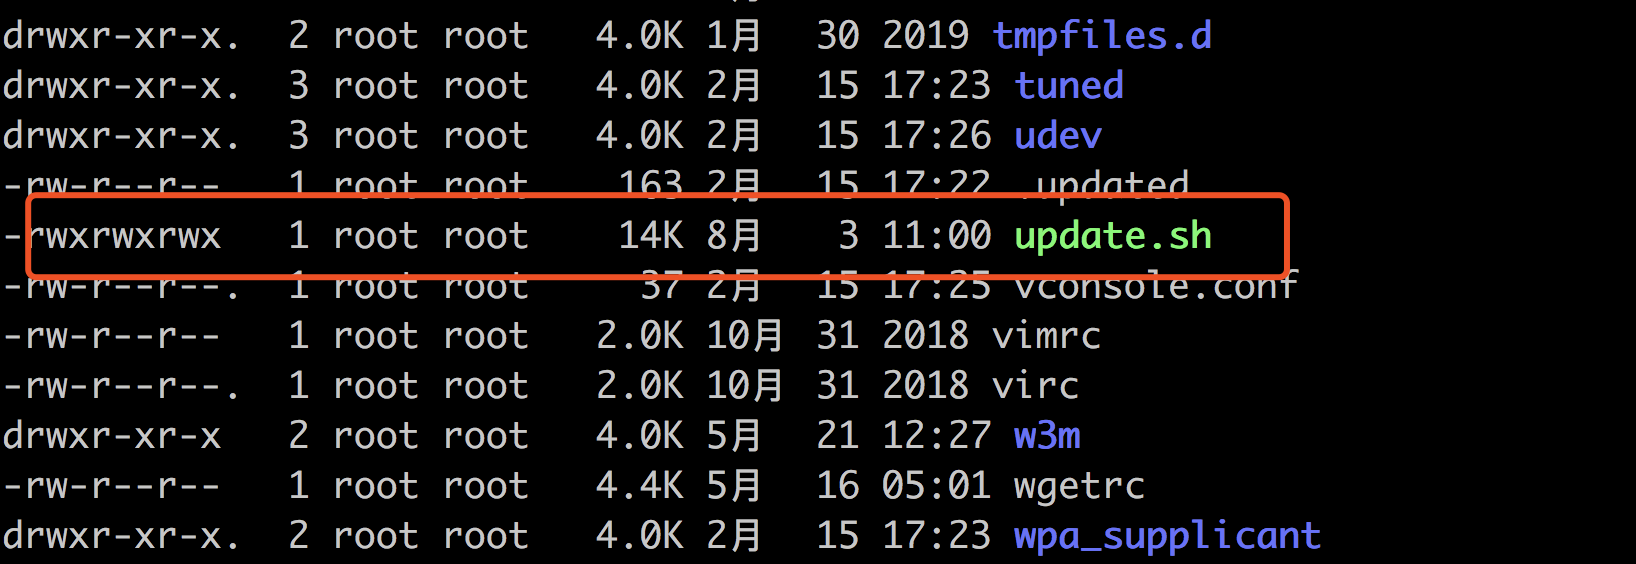 drwxr-xr-x. 2 root root 4.0K 1月 30 2019 tmpfiles.d
drwxr-xr-x. 3 root root 4.0K 2月 15 17:23 tuned
drwxr-xr-x. 3 root root 4.0K 2月 15 17:26 udev
-rw-r--r-- 1 root root 163 2月 15 17:22 .updated
-rwxrwxrwx 1 root root 14K 8月 3 11:00 update.sh
-rw-r--r--. 1 root root 37 2月 15 17:25 vconsole.conf
-rw-r--r-- 1 root root 2.0K 10月 31 2018 vimrc
-rw-r--r--. 1 root root 2.0K 10月 31 2018 virc
drwxr-xr-x 2 root root 4.0K 5月 21 12:27 w3m
-rw-r--r-- 1 root root 4.4K 5月 16 05:01 wgetrc
drwxr-xr-x. 2 root root 4.0K 2月 15 17:23 wpa_supplicant